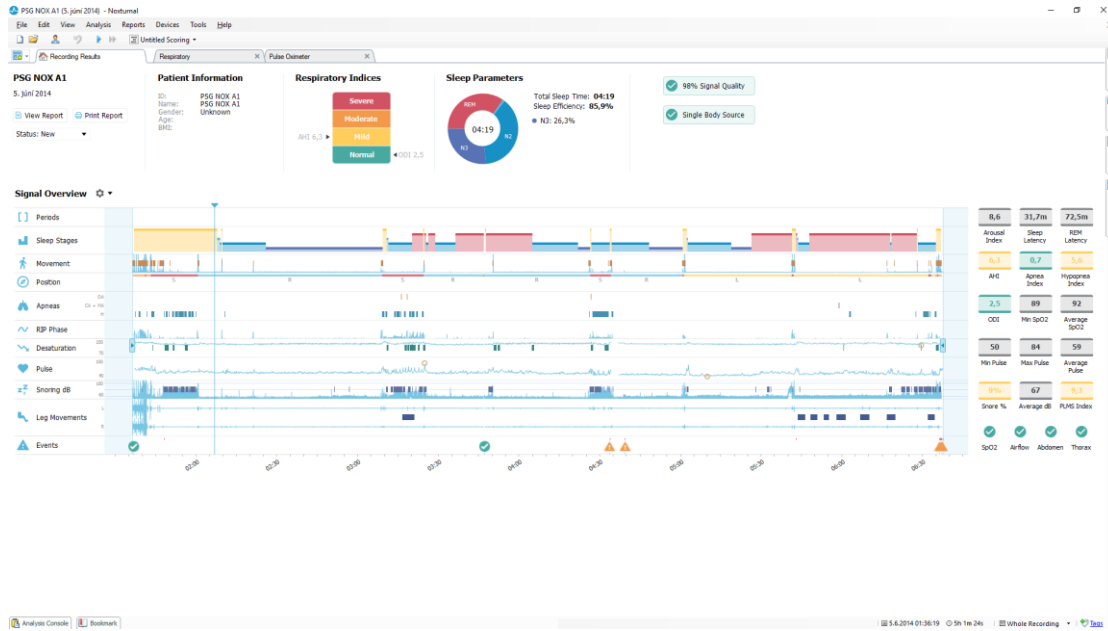 PSG NOX A1 (5. júní 2014) - Noxturnal
File Edit View Analysis Reports Devices Tools Help
Untitled Scoring
Recording Results Respiratory Pulse Oximeter
PSG NOX A1
5. júní 2014
View Report Print Report
Status: New
Patient Information
ID: PSG NOX A1
Name: PSG NOX A1
Gender: Unknown
Age:
BMI:
Respiratory Indices
Severe
Moderate
AHI 6,3 Mild
Normal ODI 2,5
Sleep Parameters
REM
04:19
N2
N3
Total Sleep Time: 04:19
Sleep Efficiency: 85,9%
N3: 26,3%
98% Signal Quality
Single Body Source
Signal Overview
Periods
Sleep Stages
Movement
Position
Apneas
RIP Phase
Desaturation
Pulse
Snoring dB
Leg Movements
Events
02:00 02:30 03:00 03:30 04:00 04:30 05:00 05:30 06:00 06:30
8,6 31,7m 72,5m
Arousal Index Sleep Latency REM Latency
6,3 0,7 5,6
AHI Apnea Index Hypopnea Index
2,5 89 92
ODI Min SpO2 Average SpO2
50 84 59
Min Pulse Max Pulse Average Pulse
9% 67 9,3
Snore % Average dB PLMS Index
SpO2 Airflow Abdomen Thorax
Analysis Console Bookmark
5.6.2014 01:36:19 5h 1m 24s Whole Recording Tags